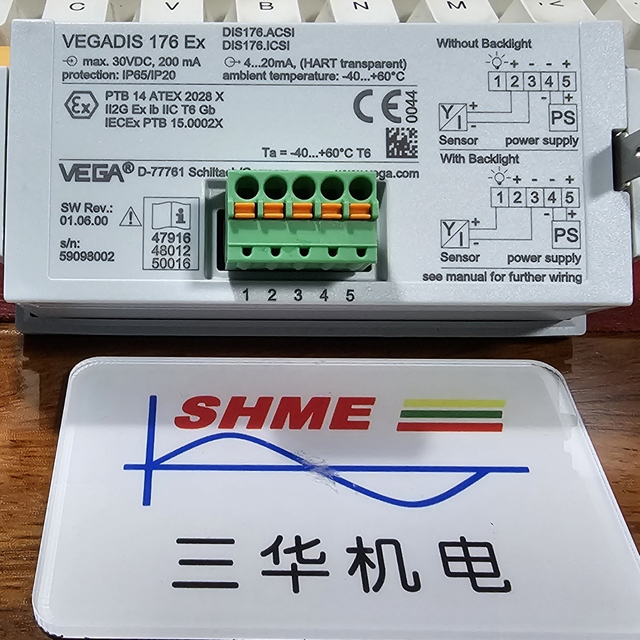 C V B N M
VEGADIS 176 Ex
DIS176.ACSI
DIS176.ICSI
max. 30VDC, 200 mA
protection: IP65/IP20
4...20mA, (HART transparent)
ambient temperature: -40...+60°C
Ex
PTB 14 ATEX 2028 X
II2G Ex ib IIC T6 Gb
IECEx PTB 15.0002X
CE 0044
Ta = -40...+60°C T6
VEGA® D-77761
SW Rev.:
01.06.00
s/n:
59098002
47916
48012
50016
1 2 3 4 5
Without Backlight
+ - - +
1 2 3 4 5
+ - - +
Y/I PS
Sensor power supply
With Backlight
+ + - -
1 2 3 4 5
+ - - +
Y/I PS
Sensor power supply
see manual for further wiring
SHME
三华机电